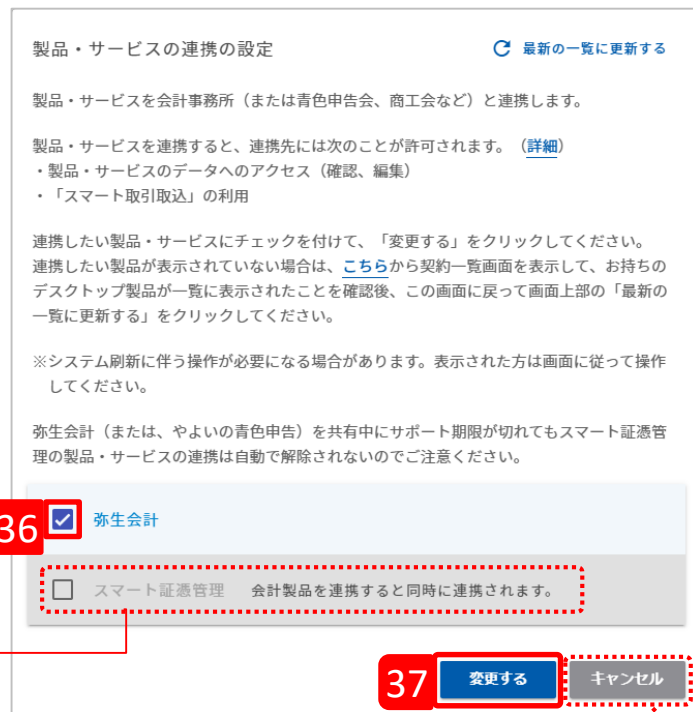 製品・サービスの連携の設定
最新の一覧に更新する
製品・サービスを会計事務所（または青色申告会、商工会など）と連携します。
製品・サービスを連携すると、連携先には次のことが許可されます。（詳細）
・製品・サービスのデータへのアクセス（確認、編集）
・「スマート取引取込」の利用
連携したい製品・サービスにチェックを付けて、「変更する」をクリックしてください。
連携したい製品が表示されていない場合は、こちらから契約一覧画面を表示して、お持ちの
デスクトップ製品が一覧に表示されたことを確認後、この画面に戻って画面上部の「最新の
一覧に更新する」をクリックしてください。
※システム刷新に伴う操作が必要になる場合があります。表示された方は画面に従って操作
してください。
弥生会計（または、やよいの青色申告）を共有中にサポート期限が切れてもスマート証憑管
理の製品・サービスの連携は自動で解除されないのでご注意ください。
36 弥生会計
スマート証憑管理 会計製品を連携すると同時に連携されます。
37 変更する キャンセル